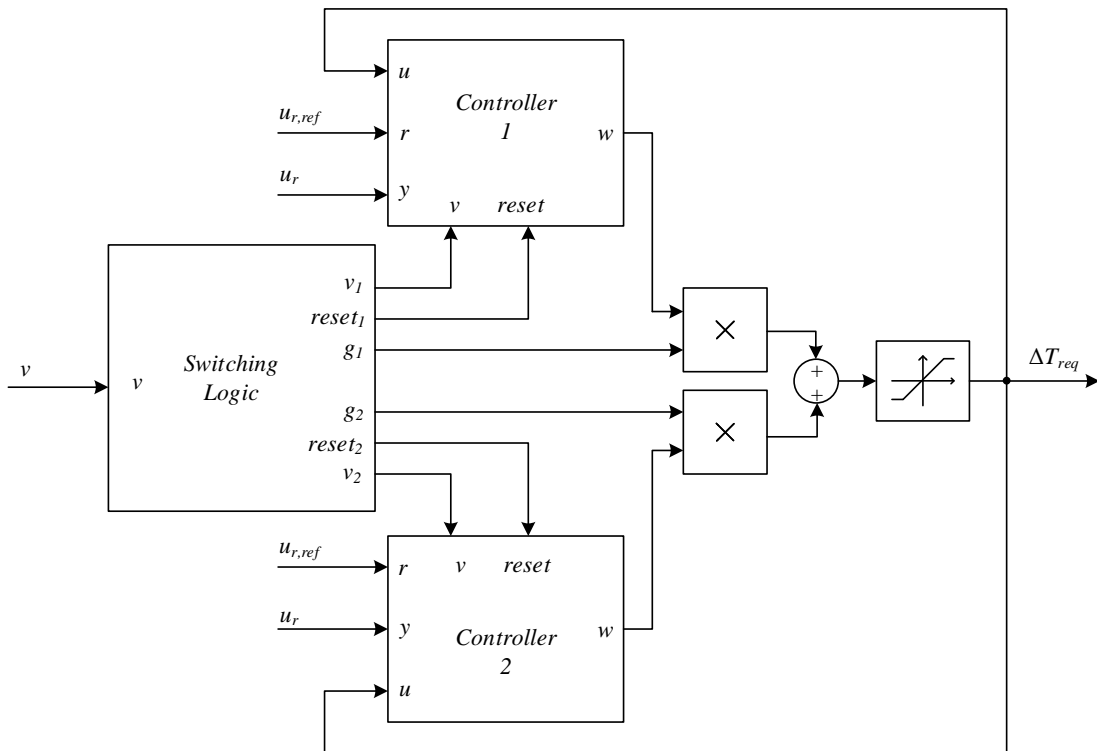 u
Controller
1
u_{r,ref}
r
w
u_r
y
v reset
v_1
reset_1
g_1
×
v
v
Switching
Logic
+
+
ΔT_{req}
g_2
×
reset_2
v_2
u_{r,ref}
r
v reset
u_r
y
w
Controller
2
u